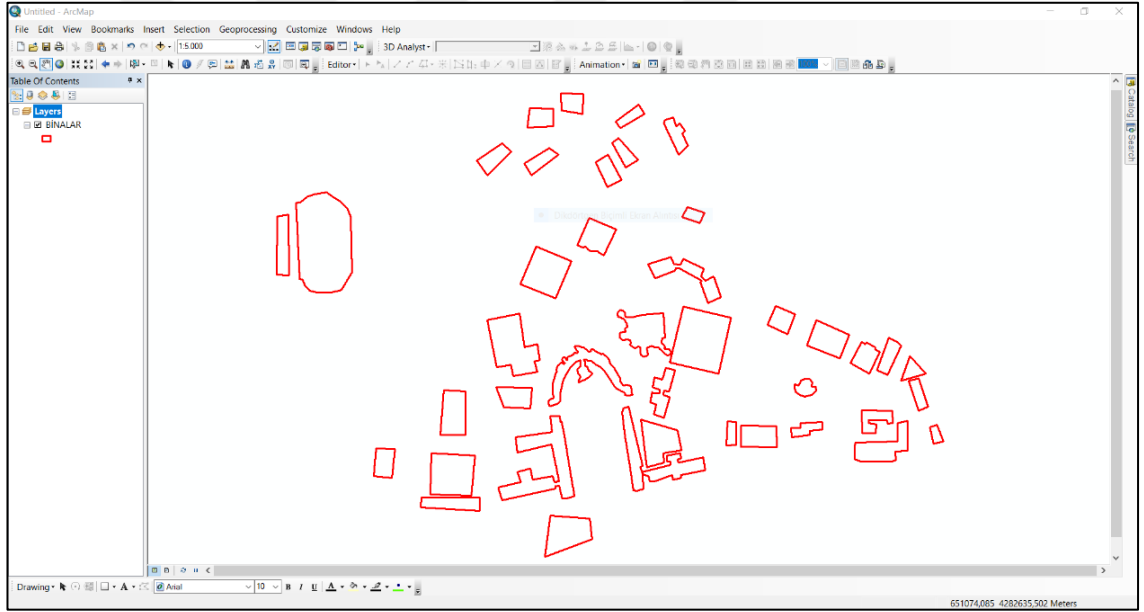 Untitled - ArcMap
File Edit View Bookmarks Insert Selection Geoprocessing Customize Windows Help
1:5.000 3D Analyst
Editor Animation
Table Of Contents
Layers
BİNALAR
Catalog
Search
Drawing A Arial 10 B I U A
651074,085 4282635,502 Meters